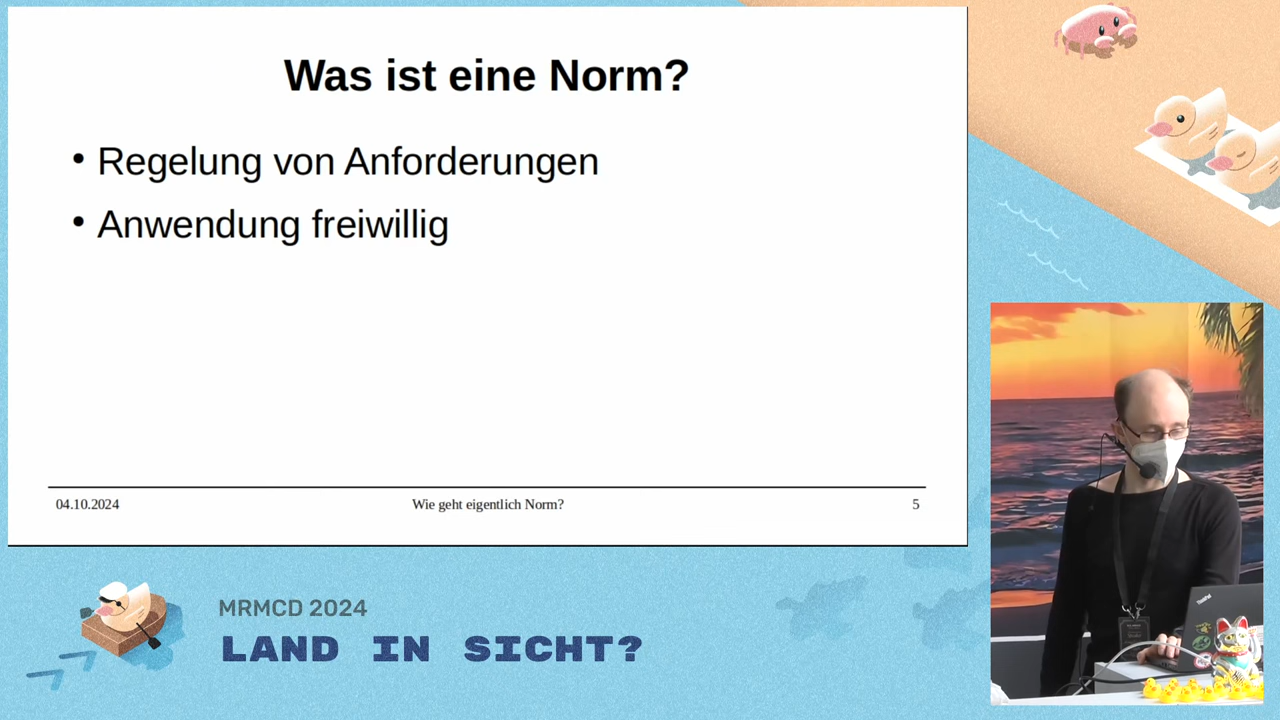 Was ist eine Norm?
• Regelung von Anforderungen
• Anwendung freiwillig
04.10.2024 Wie geht eigentlich Norm? 5
MRMCD 2024
LAND IN SICHT?
ThinkPad